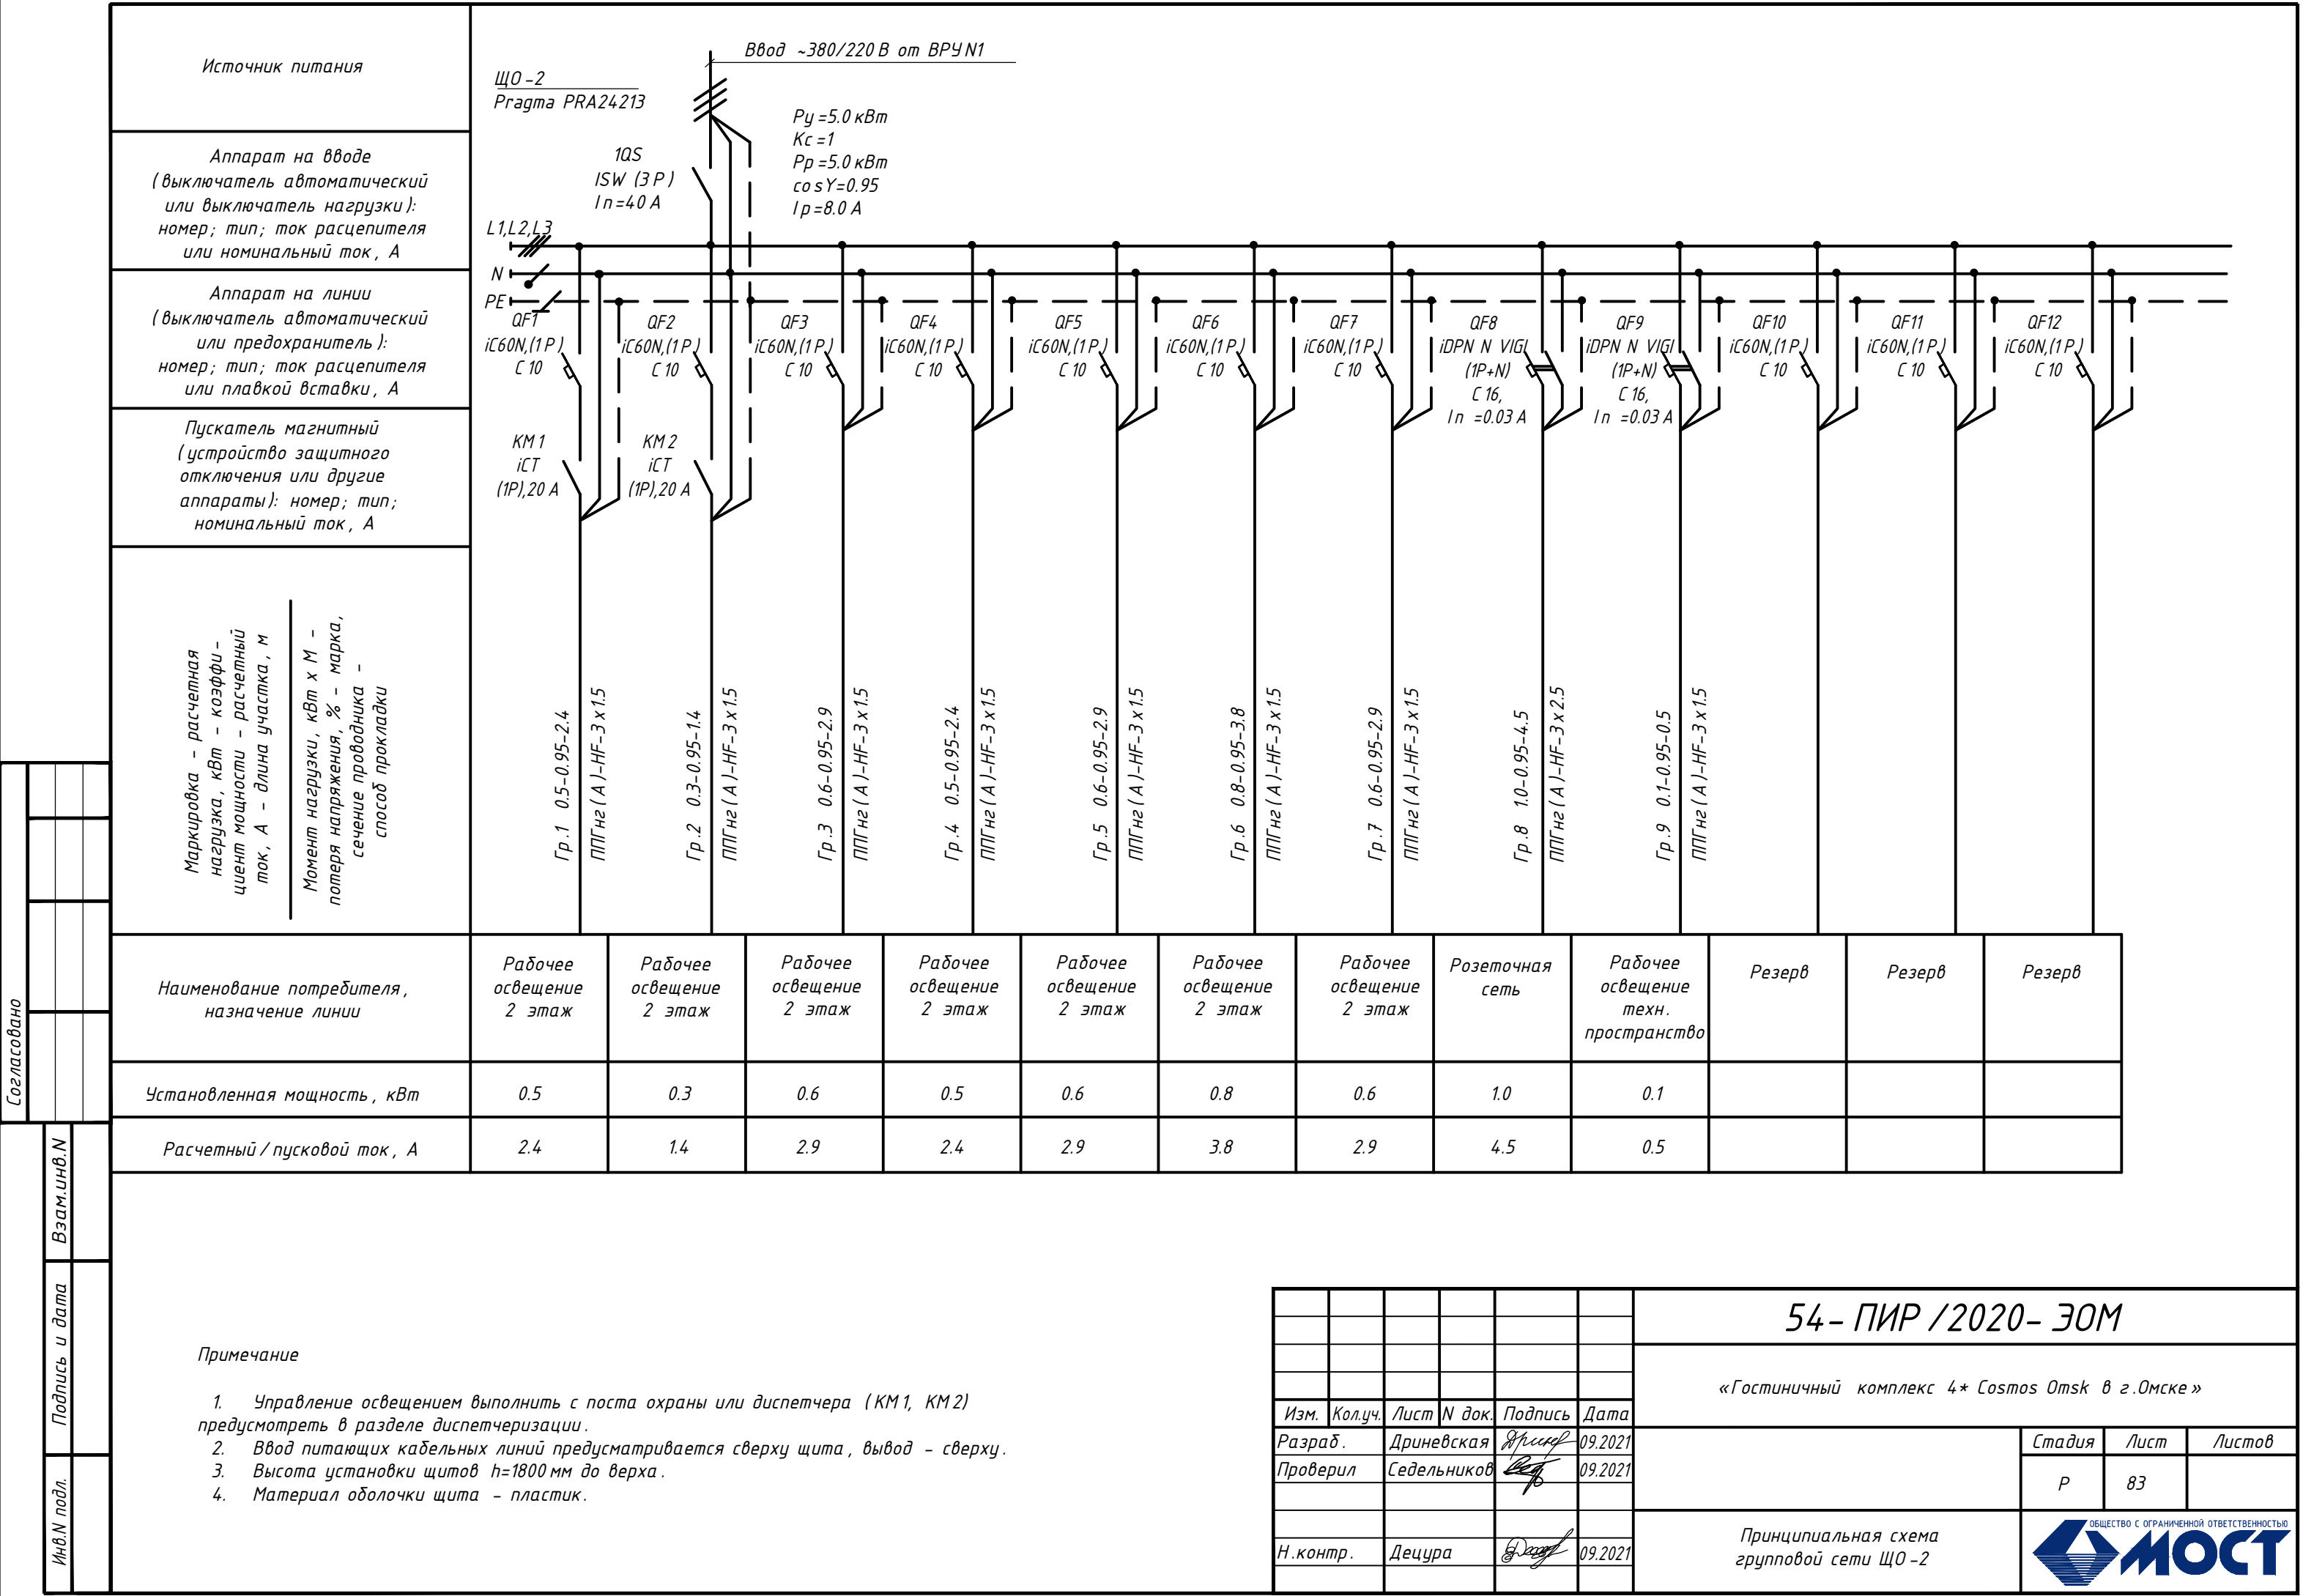 Источник питания
Аппарат на вводе
(выключатель автоматический
или выключатель нагрузки):
номер; тип; ток расцепителя
или номинальный ток, А
Аппарат на линии
(выключатель автоматический
или предохранитель):
номер; тип; ток расцепителя
или плавкой вставки, А
Пускатель магнитный
(устройство защитного
отключения или другие
аппараты): номер; тип;
номинальный ток, А
Маркировка - расчетная
нагрузка, кВт - коэффи-
циент мощности - расчетный
ток, А - длина участка, м
Момент нагрузки, кВт х М -
потеря напряжения, % - марка,
сечение проводника -
способ прокладки
ЩО-2
Pragma PRA24213
Ввод ~380/220 В от ВРУ N1
Ру=5.0 кВт
Кс=1
Рр=5.0 кВт
cosY=0.95
Iр=8.0 А
1QS
ISW (3P)
In=40 A
L1,L2,L3
N
PE
QF1
iC60N,(1P)
C 10
QF2
iC60N,(1P)
C 10
QF3
iC60N,(1P)
C 10
QF4
iC60N,(1P)
C 10
QF5
iC60N,(1P)
C 10
QF6
iC60N,(1P)
C 10
QF7
iC60N,(1P)
C 10
QF8
iDPN N VIGI
(1P+N)
C 16,
In =0.03 A
QF9
iDPN N VIGI
(1P+N)
C 16,
In =0.03 A
QF10
iC60N,(1P)
C 10
QF11
iC60N,(1P)
C 10
QF12
iC60N,(1P)
C 10
KM1
iCT
(1P),20 A
KM2
iCT
(1P),20 A
Гр.1 0.5-0.95-2.4
ППГнг(А)-HF-3х1.5
Гр.2 0.3-0.95-1.4
ППГнг(А)-HF-3х1.5
Гр.3 0.6-0.95-2.9
ППГнг(А)-HF-3х1.5
Гр.4 0.5-0.95-2.4
ППГнг(А)-HF-3х1.5
Гр.5 0.6-0.95-2.9
ППГнг(А)-HF-3х1.5
Гр.6 0.8-0.95-3.8
ППГнг(А)-HF-3х1.5
Гр.7 0.6-0.95-2.9
ППГнг(А)-HF-3х1.5
Гр.8 1.0-0.95-4.5
ППГнг(А)-HF-3х2.5
Гр.9 0.1-0.95-0.5
ППГнг(А)-HF-3х1.5
Наименование потребителя,
назначение линии
Рабочее
освещение
2 этаж
Рабочее
освещение
2 этаж
Рабочее
освещение
2 этаж
Рабочее
освещение
2 этаж
Рабочее
освещение
2 этаж
Рабочее
освещение
2 этаж
Рабочее
освещение
2 этаж
Розеточная
сеть
Рабочее
освещение
техн.
пространство
Резерв
Резерв
Резерв
Установленная мощность, кВт 0.5 0.3 0.6 0.5 0.6 0.8 0.6 1.0 0.1
Расчетный/пусковой ток, А 2.4 1.4 2.9 2.4 2.9 3.8 2.9 4.5 0.5
Согласовано
Взам.инв.N
Подпись и дата
Инв.N подл.
Примечание
1. Управление освещением выполнить с поста охраны или диспетчера (КМ1, КМ2)
предусмотреть в разделе диспетчеризации.
2. Ввод питающих кабельных линий предусматривается сверху щита, вывод - сверху.
3. Высота установки щитов h=1800 мм до верха.
4. Материал оболочки щита - пластик.
54-ПИР/2020-ЭОМ
«Гостиничный комплекс 4* Cosmos Omsk в г.Омске»
Изм. Кол.уч. Лист N док. Подпись Дата
Разраб. Дриневская 09.2021
Проверил Седельников 09.2021
Н.контр. Децура 09.2021
Стадия Лист Листов
Р 83
Принципиальная схема
групповой сети ЩО-2
ОБЩЕСТВО С ОГРАНИЧЕННОЙ ОТВЕТСТВЕННОСТЬЮ
МОСТ